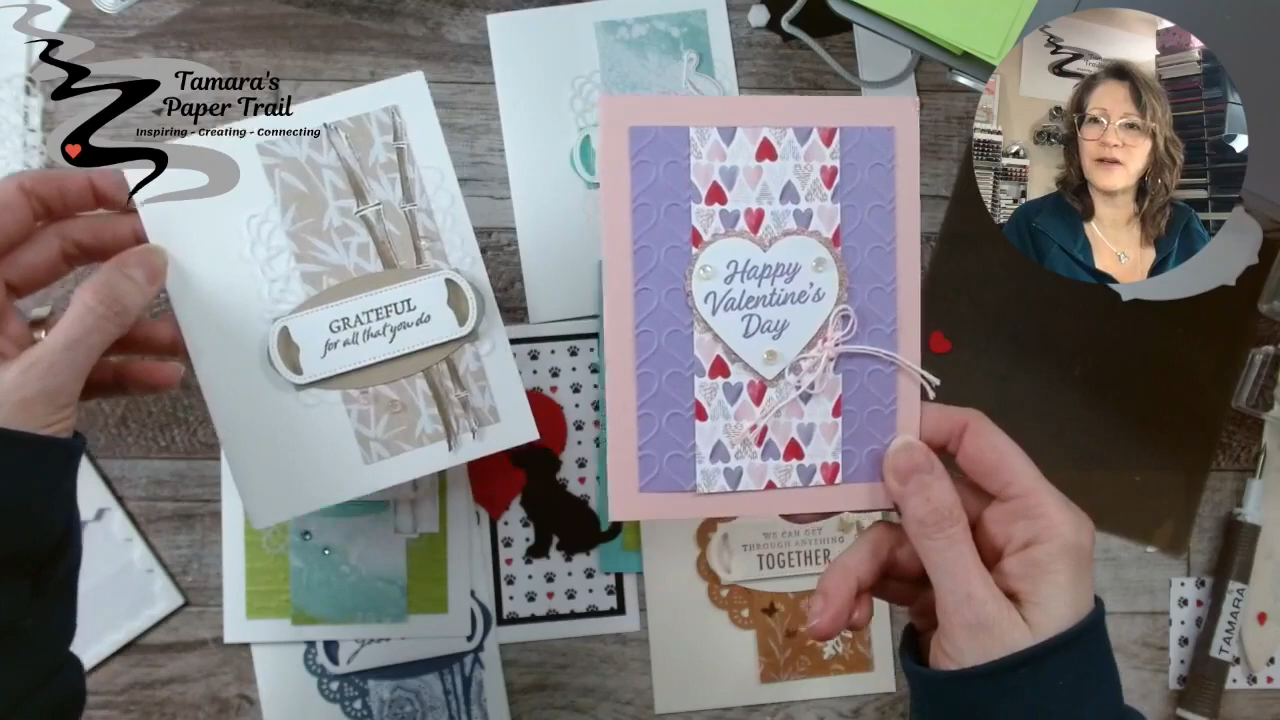 Tamara's
Paper Trail
Inspiring - Creating - Connecting
GRATEFUL
for all that you do
Happy
Valentine's
Day
WE CAN GET
THROUGH ANYTHING
TOGETHER
TAMARA